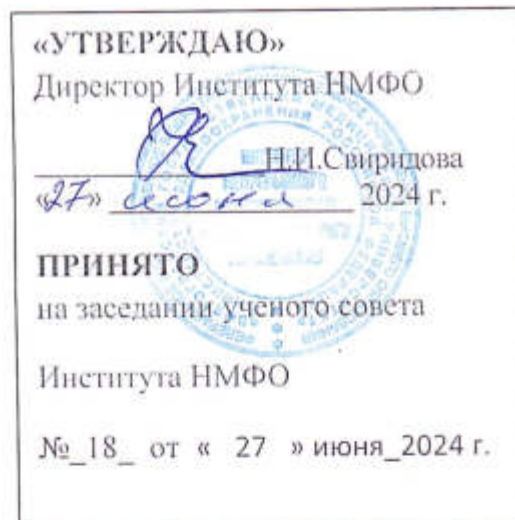 «УТВЕРЖДАЮ»
Директор Института НМФО
Н.И.Свиридова
«27» июня 2024 г.
ПРИНЯТО
на заседании ученого совета
Института НМФО
№_18_ от « 27 » июня_2024 г.